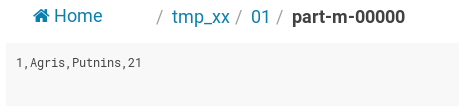 Home / tmp_xx / 01 / part-m-00000
1,Agris,Putnins,21